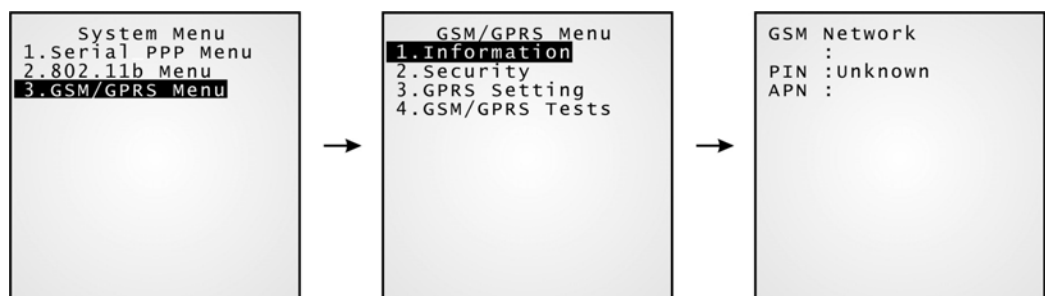 System Menu
1.Serial PPP Menu
2.802.11b Menu
3.GSM/GPRS Menu
GSM/GPRS Menu
1.Information
2.Security
3.GPRS Setting
4.GSM/GPRS Tests
GSM Network
:
PIN :Unknown
APN :